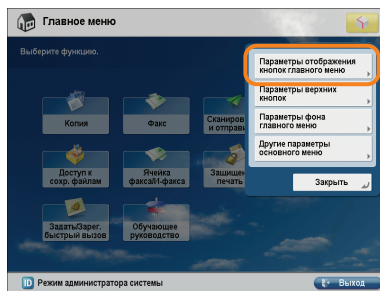 Главное меню
Выберите функцию.
Параметры отображения
кнопок главного меню
Параметры верхних
кнопок
Параметры фона
главного меню
Другие параметры
основного меню
Закрыть
Копия
Факс
Сканиров
и отправ
Доступ к
сохр. файлам
Ячейка
факса/И-факса
Защищен
печать
Задать/Зарег.
быстрый вызов
Обучающее
руководство
ID Режим администратора системы
Выход